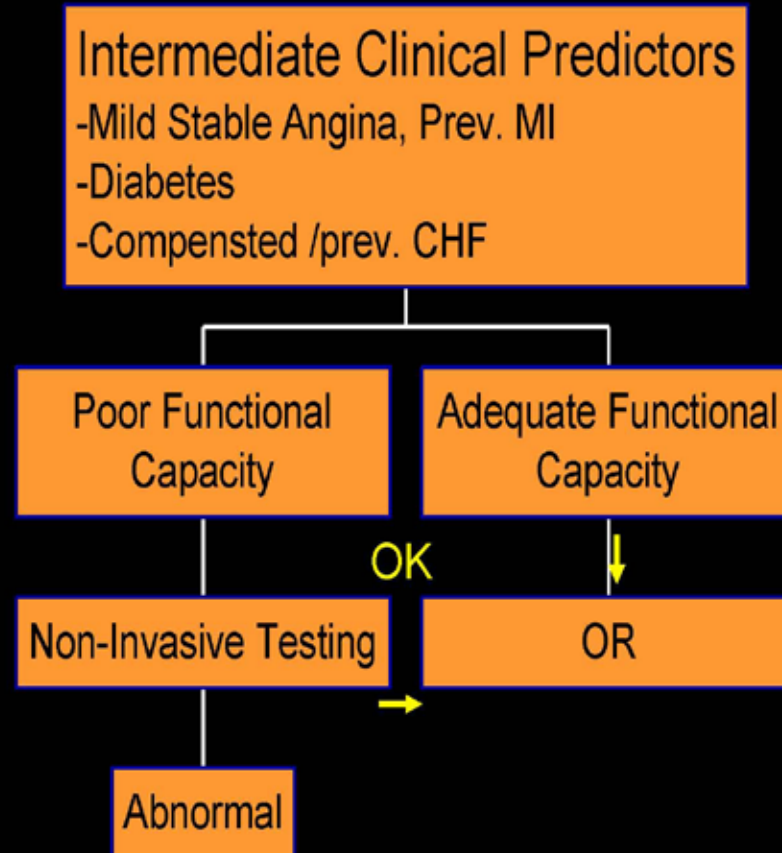 Intermediate Clinical Predictors
-Mild Stable Angina, Prev. MI
-Diabetes
-Compensted /prev. CHF
Poor Functional
Capacity
Adequate Functional
Capacity
OK
Non-Invasive Testing
OR
Abnormal